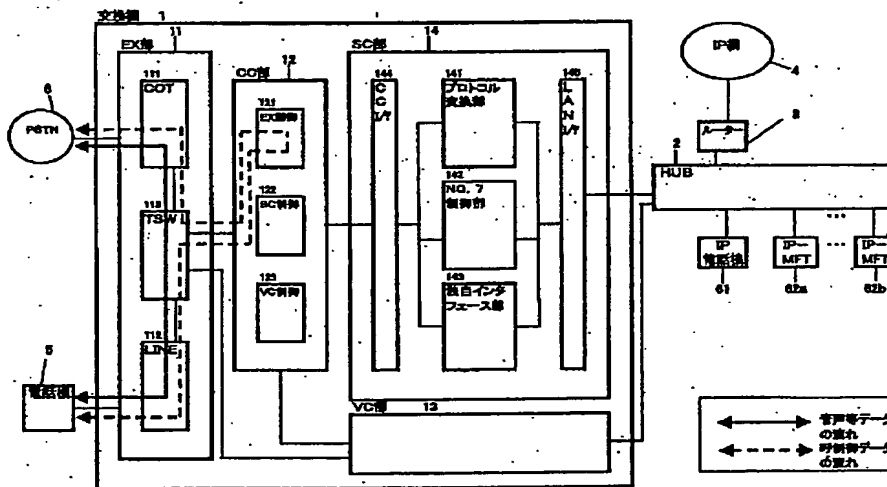 交換機 1
EX部
11
111
COT
113
TSW
112
LINE
6
PSTN
5
電話機
CC部
12
121
EX制御
122
SC制御
123
VC制御
SC部
14
144
CC I/F
141
プロトコル
変換部
142
NO. 7
制御部
143
独自インタ
フェース部
145
LAN I/F
VC部
13
IP網
4
ルーター
3
2
HUB
IP
電話機
61
IP－
MFT
62a
…
IP－
MFT
62b
音声等データ
の流れ
呼制御データ
の流れ